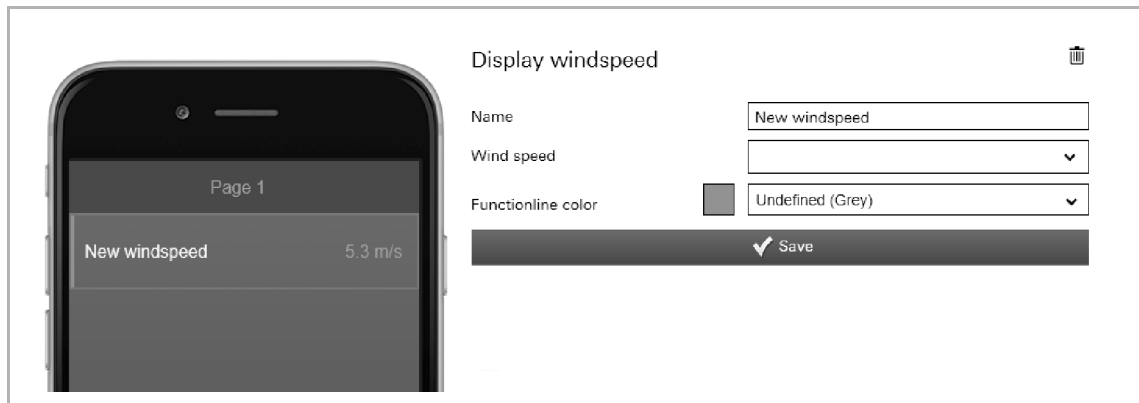 Page 1
New windspeed 5.3 m/s
Display windspeed
Name New windspeed
Wind speed
Functionline color Undefined (Grey)
Save